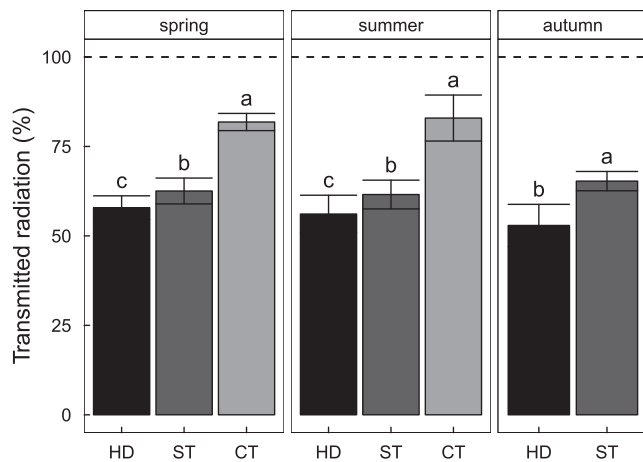 spring summer autumn
Transmitted radiation (%)
100
75
50
25
0
c b a
c b a
b a
HD ST CT HD ST CT HD ST